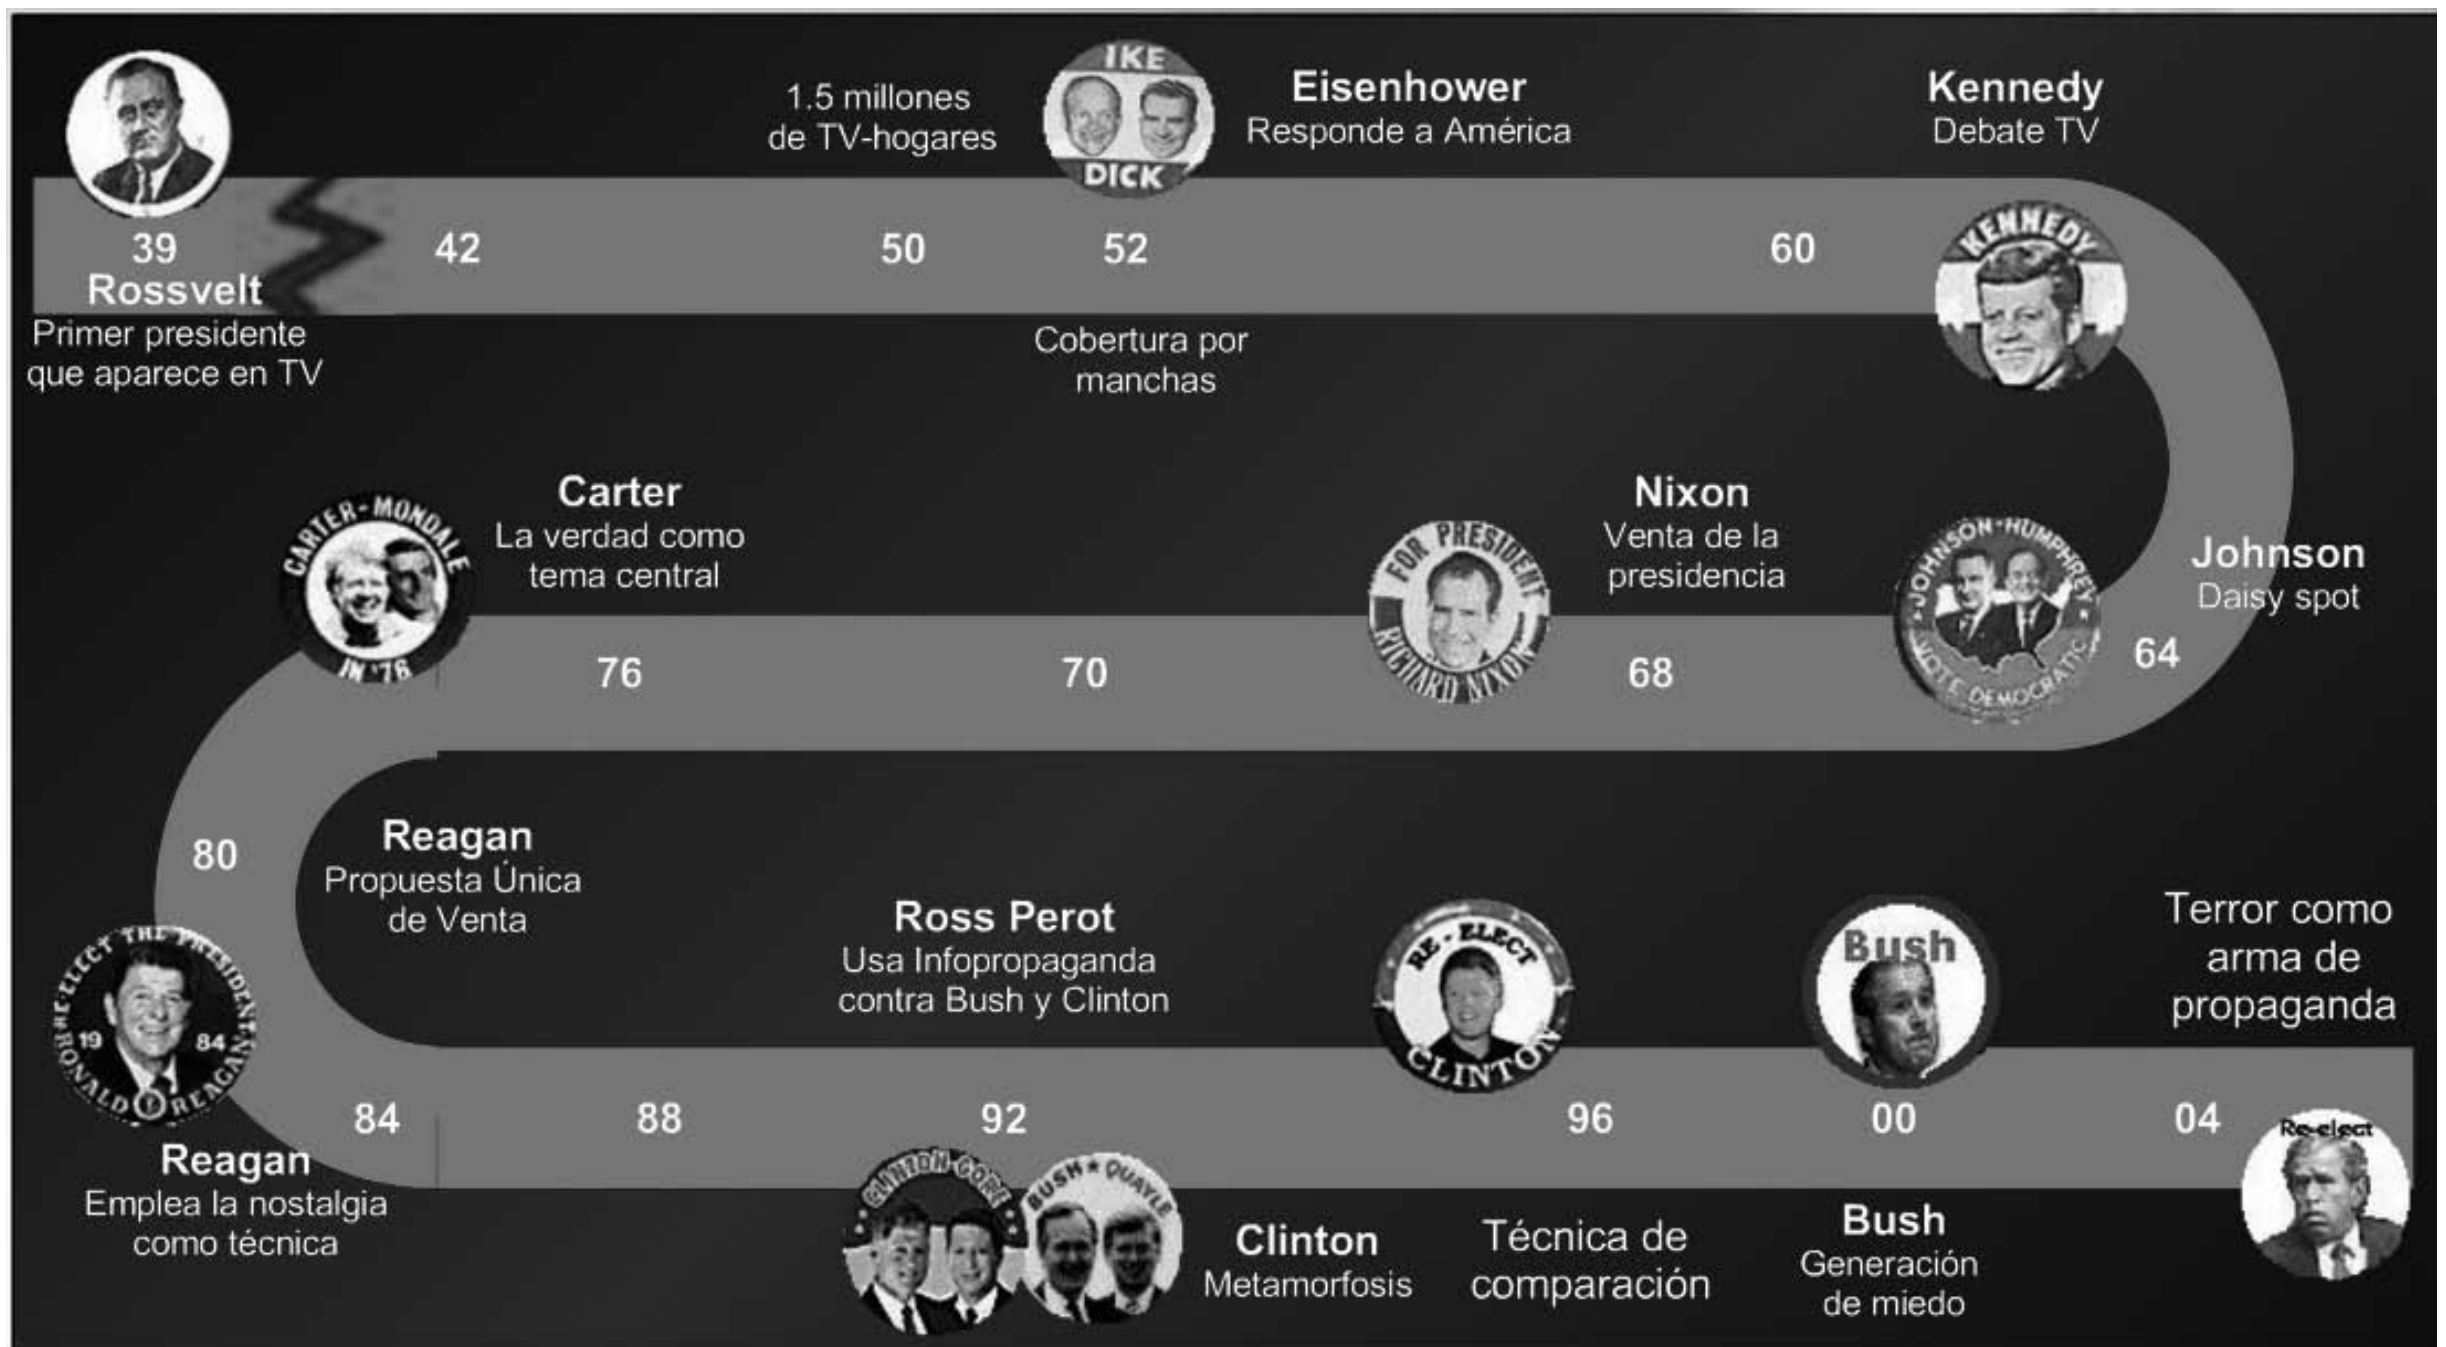 39
Rossvelt
Primer presidente
que aparece en TV
42
1.5 millones
de TV-hogares
50
IKE
DICK
52
Eisenhower
Responde a América
Cobertura por
manchas
Kennedy
Debate TV
60
KENNEDY
Johnson
Daisy spot
64
JOHNSON-HUMPHREY
VOTE DEMOCRATIC
Nixon
Venta de la
presidencia
68
FOR PRESIDENT
RICHARD NIXON
70
Carter
La verdad como
tema central
76
CARTER-MONDALE
IN '76
80
Reagan
Propuesta Única
de Venta
RE-ELECT THE PRESIDENT
19 84
RONALD REAGAN
84
Reagan
Emplea la nostalgia
como técnica
88
Ross Perot
Usa Infopropaganda
contra Bush y Clinton
92
CLINTON GORE
BUSH ★ QUAYLE
Clinton
Metamorfosis
RE-ELECT
CLINTON
96
Técnica de
comparación
Bush
00
Bush
Generación
de miedo
Terror como
arma de
propaganda
04
Re-elect